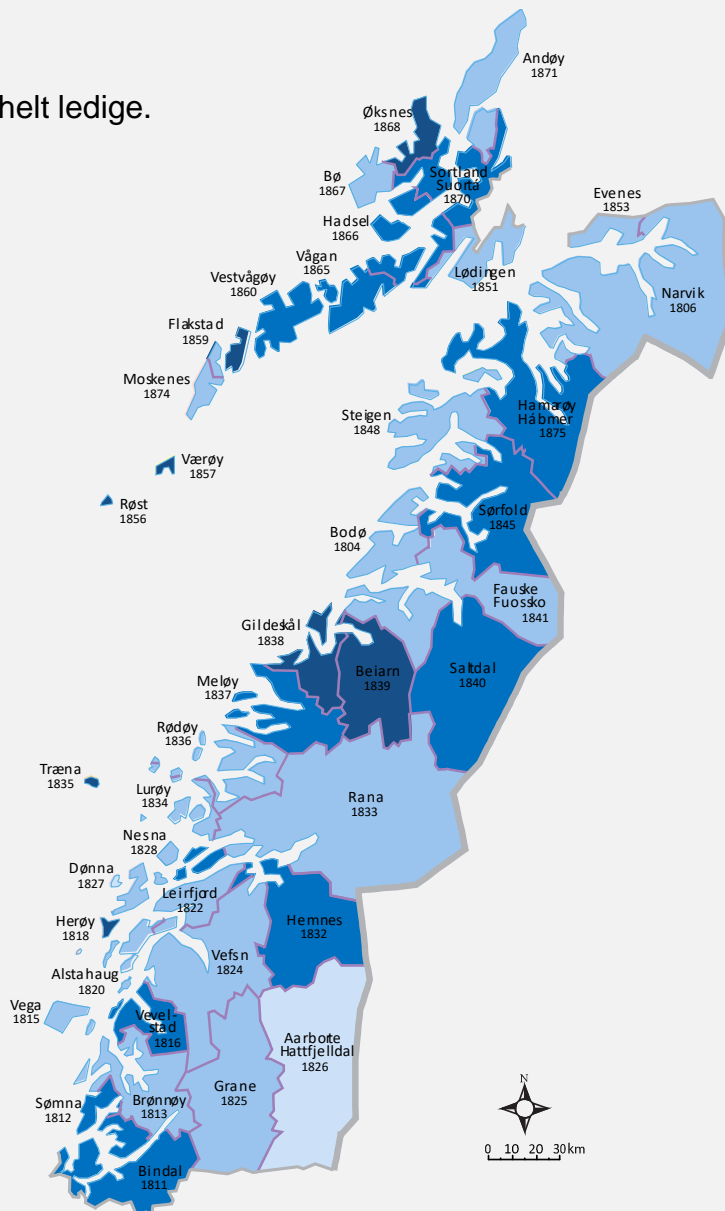 helt ledige.
Andøy
1871
Øksnes
1868
Bø
1867
Sortland
Suortá
1870
Evenes
1853
Hadsel
1866
Vågan
1865
Vestvågøy
1860
Lødingen
1851
Narvik
1806
Flakstad
1859
Moskenes
1874
Steigen
1848
Hamarøy
Hábmer
1875
Værøy
1857
Røst
1856
Sørfold
1845
Bodø
1804
Fauske
Fuossko
1841
Gildeskål
1838
Beiarn
1839
Saltdal
1840
Meløy
1837
Rødøy
1836
Træna
1835
Lurøy
1834
Rana
1833
Nesna
1828
Dønna
1827
Leirfjord
1822
Herøy
1818
Hemnes
1832
Vefsn
1824
Alstahaug
1820
Vega
1815
Vevel-
stad
1816
Aarborte
Hattfjelldal
1826
Grane
1825
Sømna
1812
Brønnøy
1813
Bindal
1811
N
0 10 20 30km